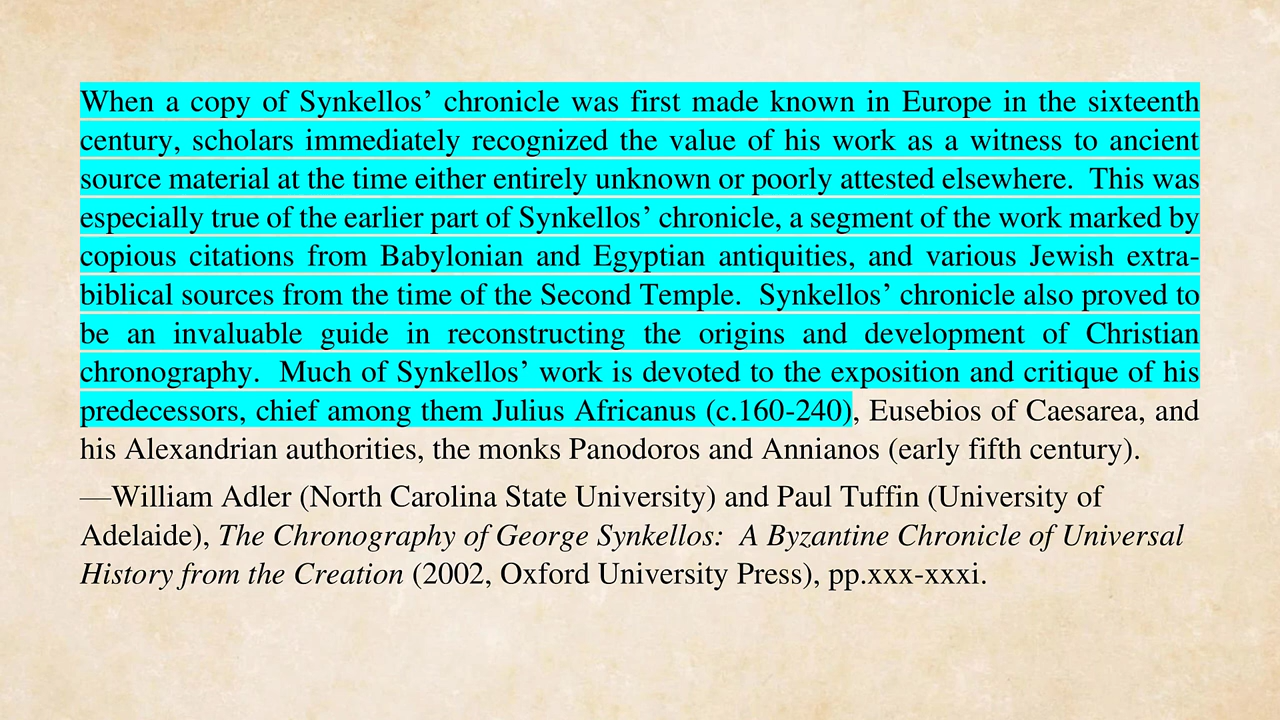 When a copy of Synkellos’ chronicle was first made known in Europe in the sixteenth
century, scholars immediately recognized the value of his work as a witness to ancient
source material at the time either entirely unknown or poorly attested elsewhere.  This was
especially true of the earlier part of Synkellos’ chronicle, a segment of the work marked by
copious citations from Babylonian and Egyptian antiquities, and various Jewish extra-
biblical sources from the time of the Second Temple.  Synkellos’ chronicle also proved to
be an invaluable guide in reconstructing the origins and development of Christian
chronography.  Much of Synkellos’ work is devoted to the exposition and critique of his
predecessors, chief among them Julius Africanus (c.160-240), Eusebios of Caesarea, and
his Alexandrian authorities, the monks Panodoros and Annianos (early fifth century).
—William Adler (North Carolina State University) and Paul Tuffin (University of
Adelaide), The Chronography of George Synkellos:  A Byzantine Chronicle of Universal
History from the Creation (2002, Oxford University Press), pp.xxx-xxxi.